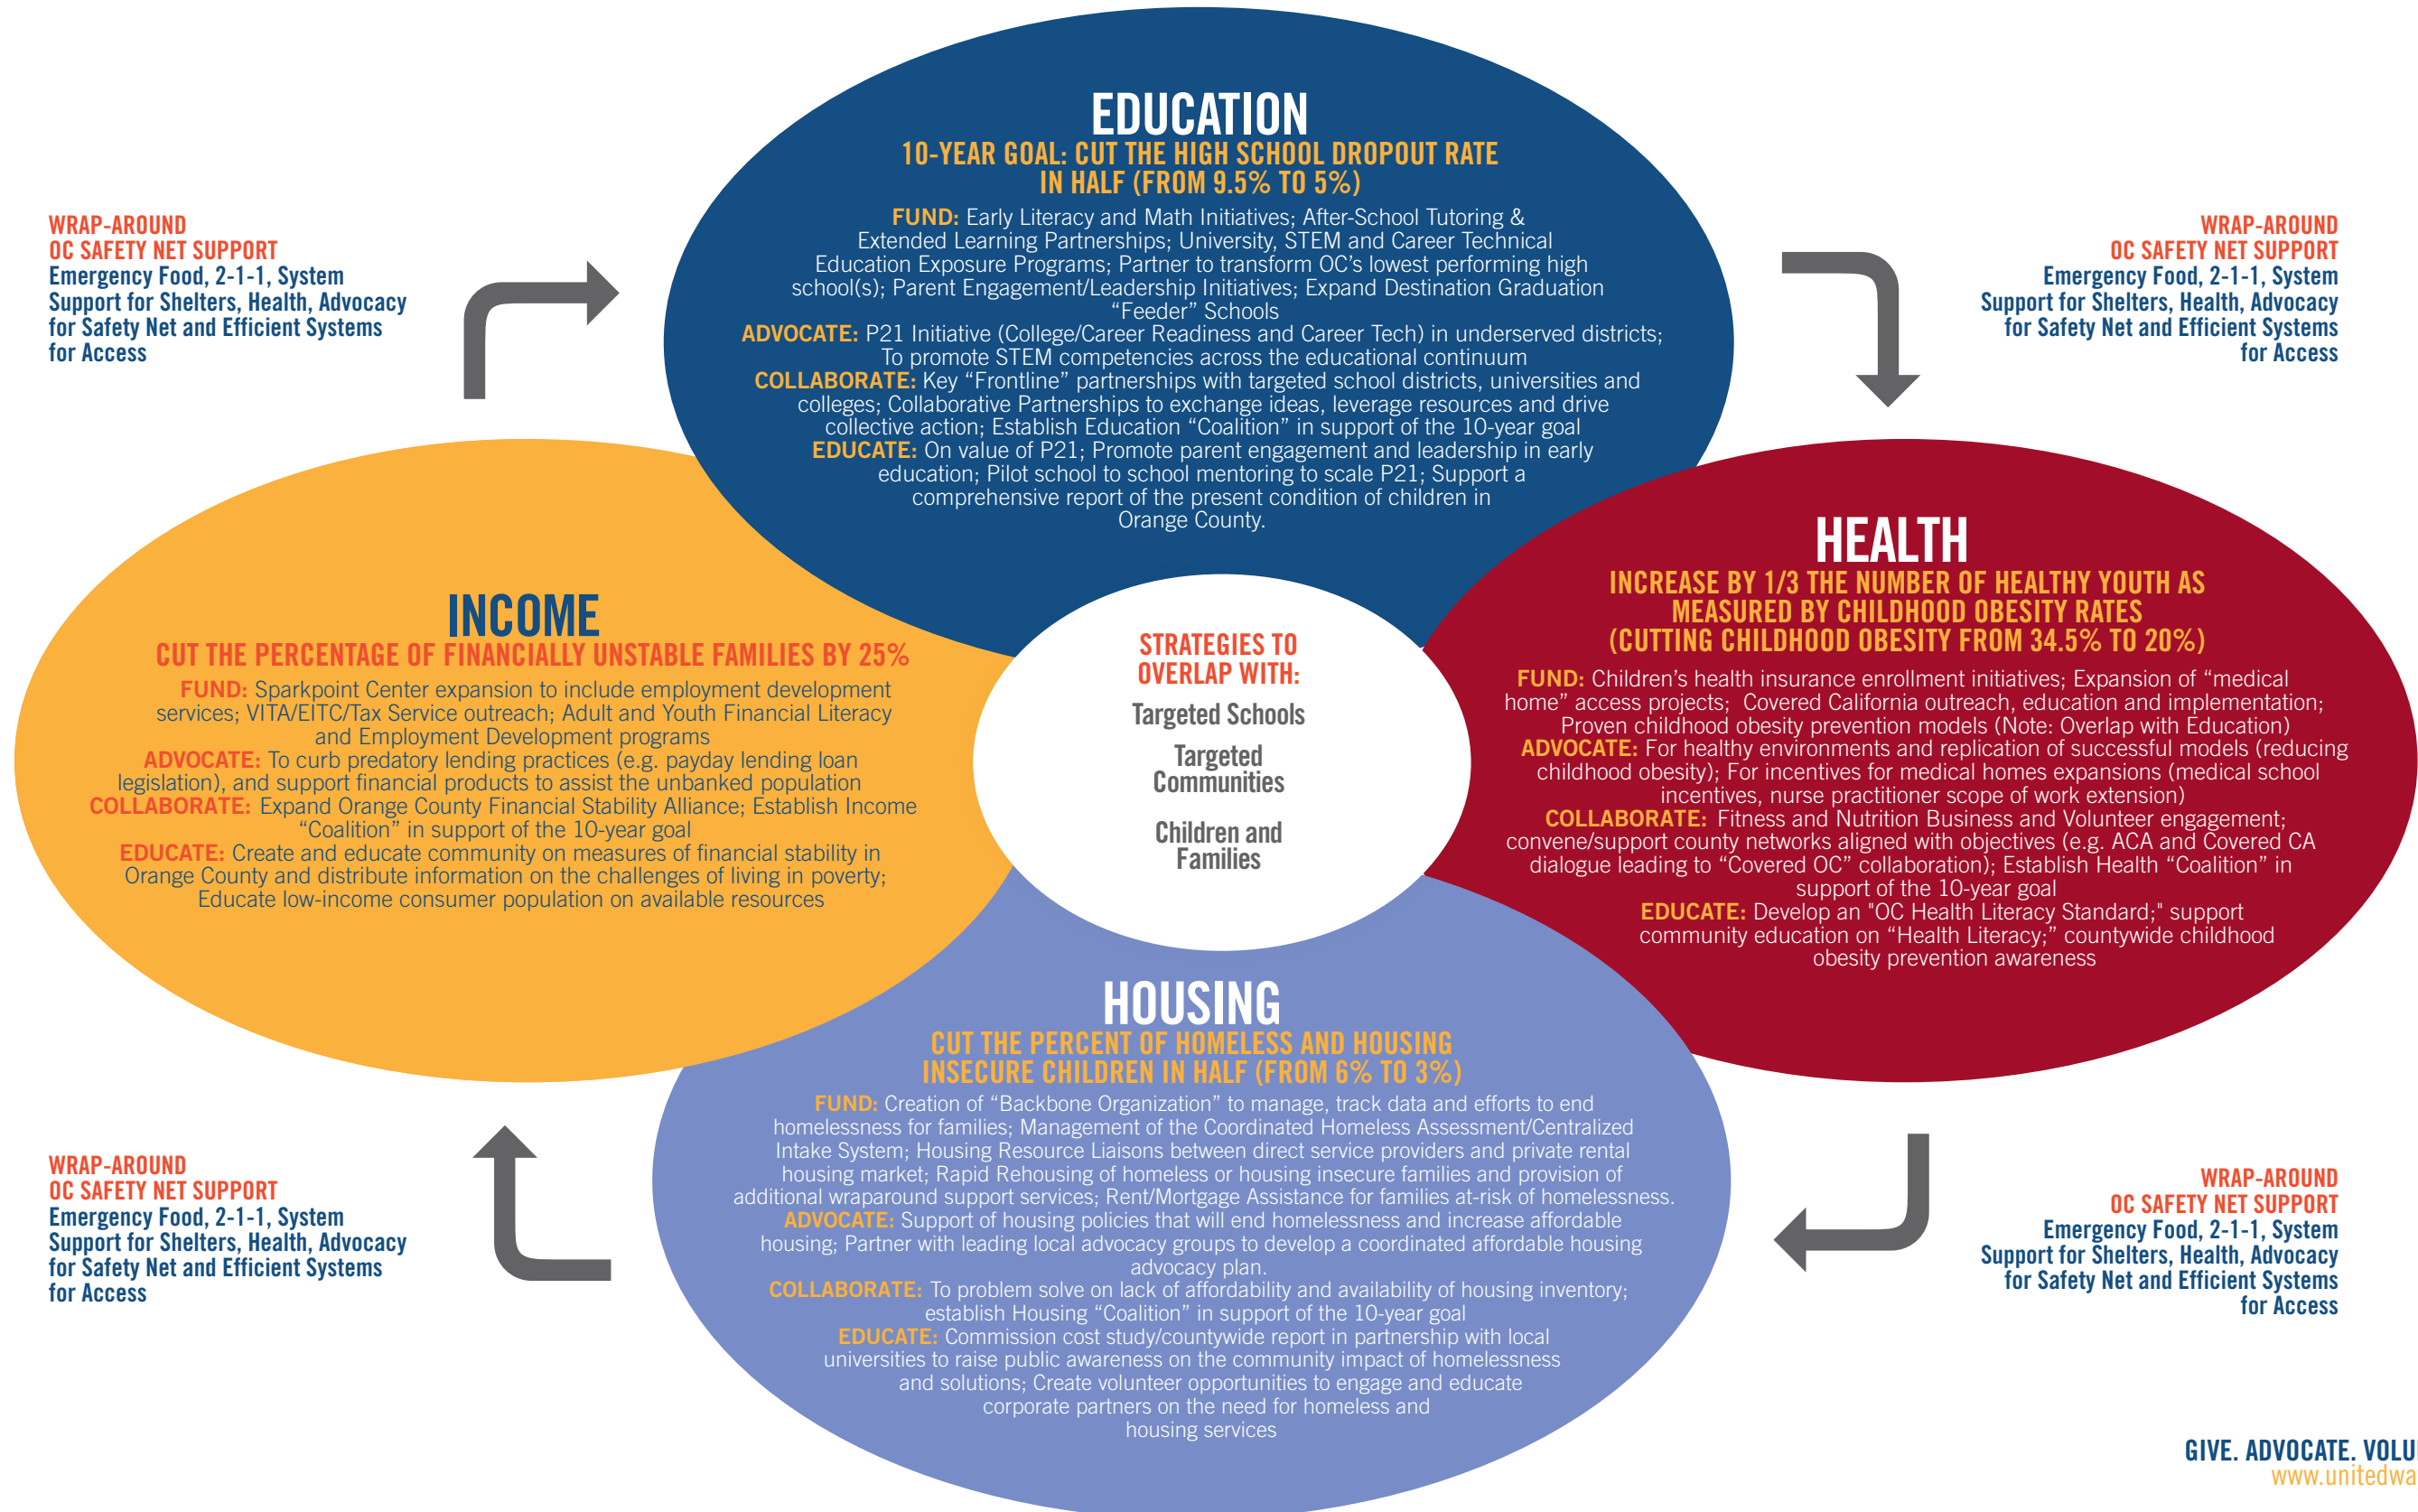 EDUCATION
10-YEAR GOAL: CUT THE HIGH SCHOOL DROPOUT RATE
IN HALF (FROM 9.5% TO 5%)
FUND: Early Literacy and Math Initiatives; After-School Tutoring &
Extended Learning Partnerships; University, STEM and Career Technical
Education Exposure Programs; Partner to transform OC’s lowest performing high
school(s); Parent Engagement/Leadership Initiatives; Expand Destination Graduation
“Feeder” Schools
ADVOCATE: P21 Initiative (College/Career Readiness and Career Tech) in underserved districts;
To promote STEM competencies across the educational continuum
COLLABORATE: Key “Frontline” partnerships with targeted school districts, universities and
colleges; Collaborative Partnerships to exchange ideas, leverage resources and drive
collective action; Establish Education “Coalition” in support of the 10-year goal
EDUCATE: On value of P21; Promote parent engagement and leadership in early
education; Pilot school to school mentoring to scale P21; Support a
comprehensive report of the present condition of children in
Orange County.
WRAP-AROUND
OC SAFETY NET SUPPORT
Emergency Food, 2-1-1, System
Support for Shelters, Health, Advocacy
for Safety Net and Efficient Systems
for Access
WRAP-AROUND
OC SAFETY NET SUPPORT
Emergency Food, 2-1-1, System
Support for Shelters, Health, Advocacy
for Safety Net and Efficient Systems
for Access
INCOME
CUT THE PERCENTAGE OF FINANCIALLY UNSTABLE FAMILIES BY 25%
FUND: Sparkpoint Center expansion to include employment development
services; VITA/EITC/Tax Service outreach; Adult and Youth Financial Literacy
and Employment Development programs
ADVOCATE: To curb predatory lending practices (e.g. payday lending loan
legislation), and support financial products to assist the unbanked population
COLLABORATE: Expand Orange County Financial Stability Alliance; Establish Income
“Coalition” in support of the 10-year goal
EDUCATE: Create and educate community on measures of financial stability in
Orange County and distribute information on the challenges of living in poverty;
Educate low-income consumer population on available resources
STRATEGIES TO
OVERLAP WITH:
Targeted Schools
Targeted
Communities
Children and
Families
HEALTH
INCREASE BY 1/3 THE NUMBER OF HEALTHY YOUTH AS
MEASURED BY CHILDHOOD OBESITY RATES
(CUTTING CHILDHOOD OBESITY FROM 34.5% TO 20%)
FUND: Children’s health insurance enrollment initiatives; Expansion of “medical
home” access projects; Covered California outreach, education and implementation;
Proven childhood obesity prevention models (Note: Overlap with Education)
ADVOCATE: For healthy environments and replication of successful models (reducing
childhood obesity); For incentives for medical homes expansions (medical school
incentives, nurse practitioner scope of work extension)
COLLABORATE: Fitness and Nutrition Business and Volunteer engagement;
convene/support county networks aligned with objectives (e.g. ACA and Covered CA
dialogue leading to “Covered OC” collaboration); Establish Health “Coalition” in
support of the 10-year goal
EDUCATE: Develop an "OC Health Literacy Standard;" support
community education on “Health Literacy;” countywide childhood
obesity prevention awareness
HOUSING
CUT THE PERCENT OF HOMELESS AND HOUSING
INSECURE CHILDREN IN HALF (FROM 6% TO 3%)
FUND: Creation of “Backbone Organization” to manage, track data and efforts to end
homelessness for families; Management of the Coordinated Homeless Assessment/Centralized
Intake System; Housing Resource Liaisons between direct service providers and private rental
housing market; Rapid Rehousing of homeless or housing insecure families and provision of
additional wraparound support services; Rent/Mortgage Assistance for families at-risk of homelessness.
ADVOCATE: Support of housing policies that will end homelessness and increase affordable
housing; Partner with leading local advocacy groups to develop a coordinated affordable housing
advocacy plan.
COLLABORATE: To problem solve on lack of affordability and availability of housing inventory;
establish Housing “Coalition” in support of the 10-year goal
EDUCATE: Commission cost study/countywide report in partnership with local
universities to raise public awareness on the community impact of homelessness
and solutions; Create volunteer opportunities to engage and educate
corporate partners on the need for homeless and
housing services
WRAP-AROUND
OC SAFETY NET SUPPORT
Emergency Food, 2-1-1, System
Support for Shelters, Health, Advocacy
for Safety Net and Efficient Systems
for Access
WRAP-AROUND
OC SAFETY NET SUPPORT
Emergency Food, 2-1-1, System
Support for Shelters, Health, Advocacy
for Safety Net and Efficient Systems
for Access
GIVE. ADVOCATE.